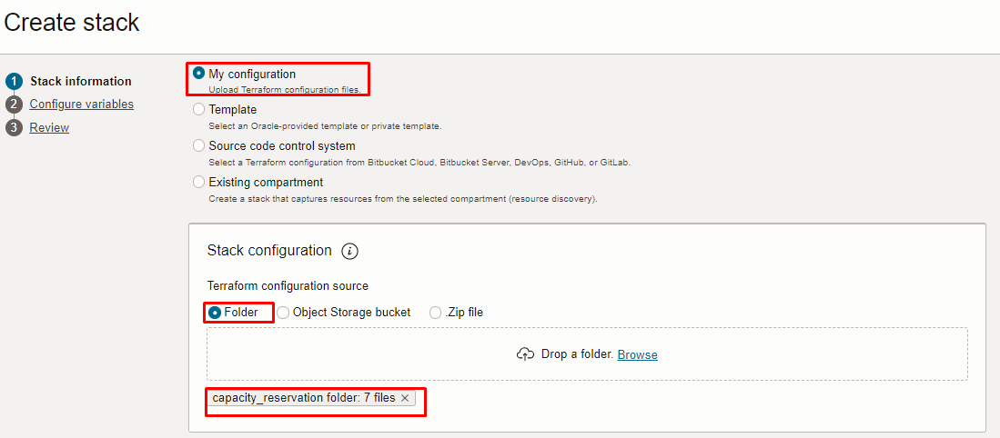 Create stack
1 Stack information
2 Configure variables
3 Review
My configuration
Upload Terraform configuration files.
Template
Select an Oracle-provided template or private template.
Source code control system
Select a Terraform configuration from Bitbucket Cloud, Bitbucket Server, DevOps, GitHub, or GitLab.
Existing compartment
Create a stack that captures resources from the selected compartment (resource discovery).
Stack configuration i
Terraform configuration source
Folder Object Storage bucket .Zip file
Drop a folder. Browse
capacity_reservation folder: 7 files ×